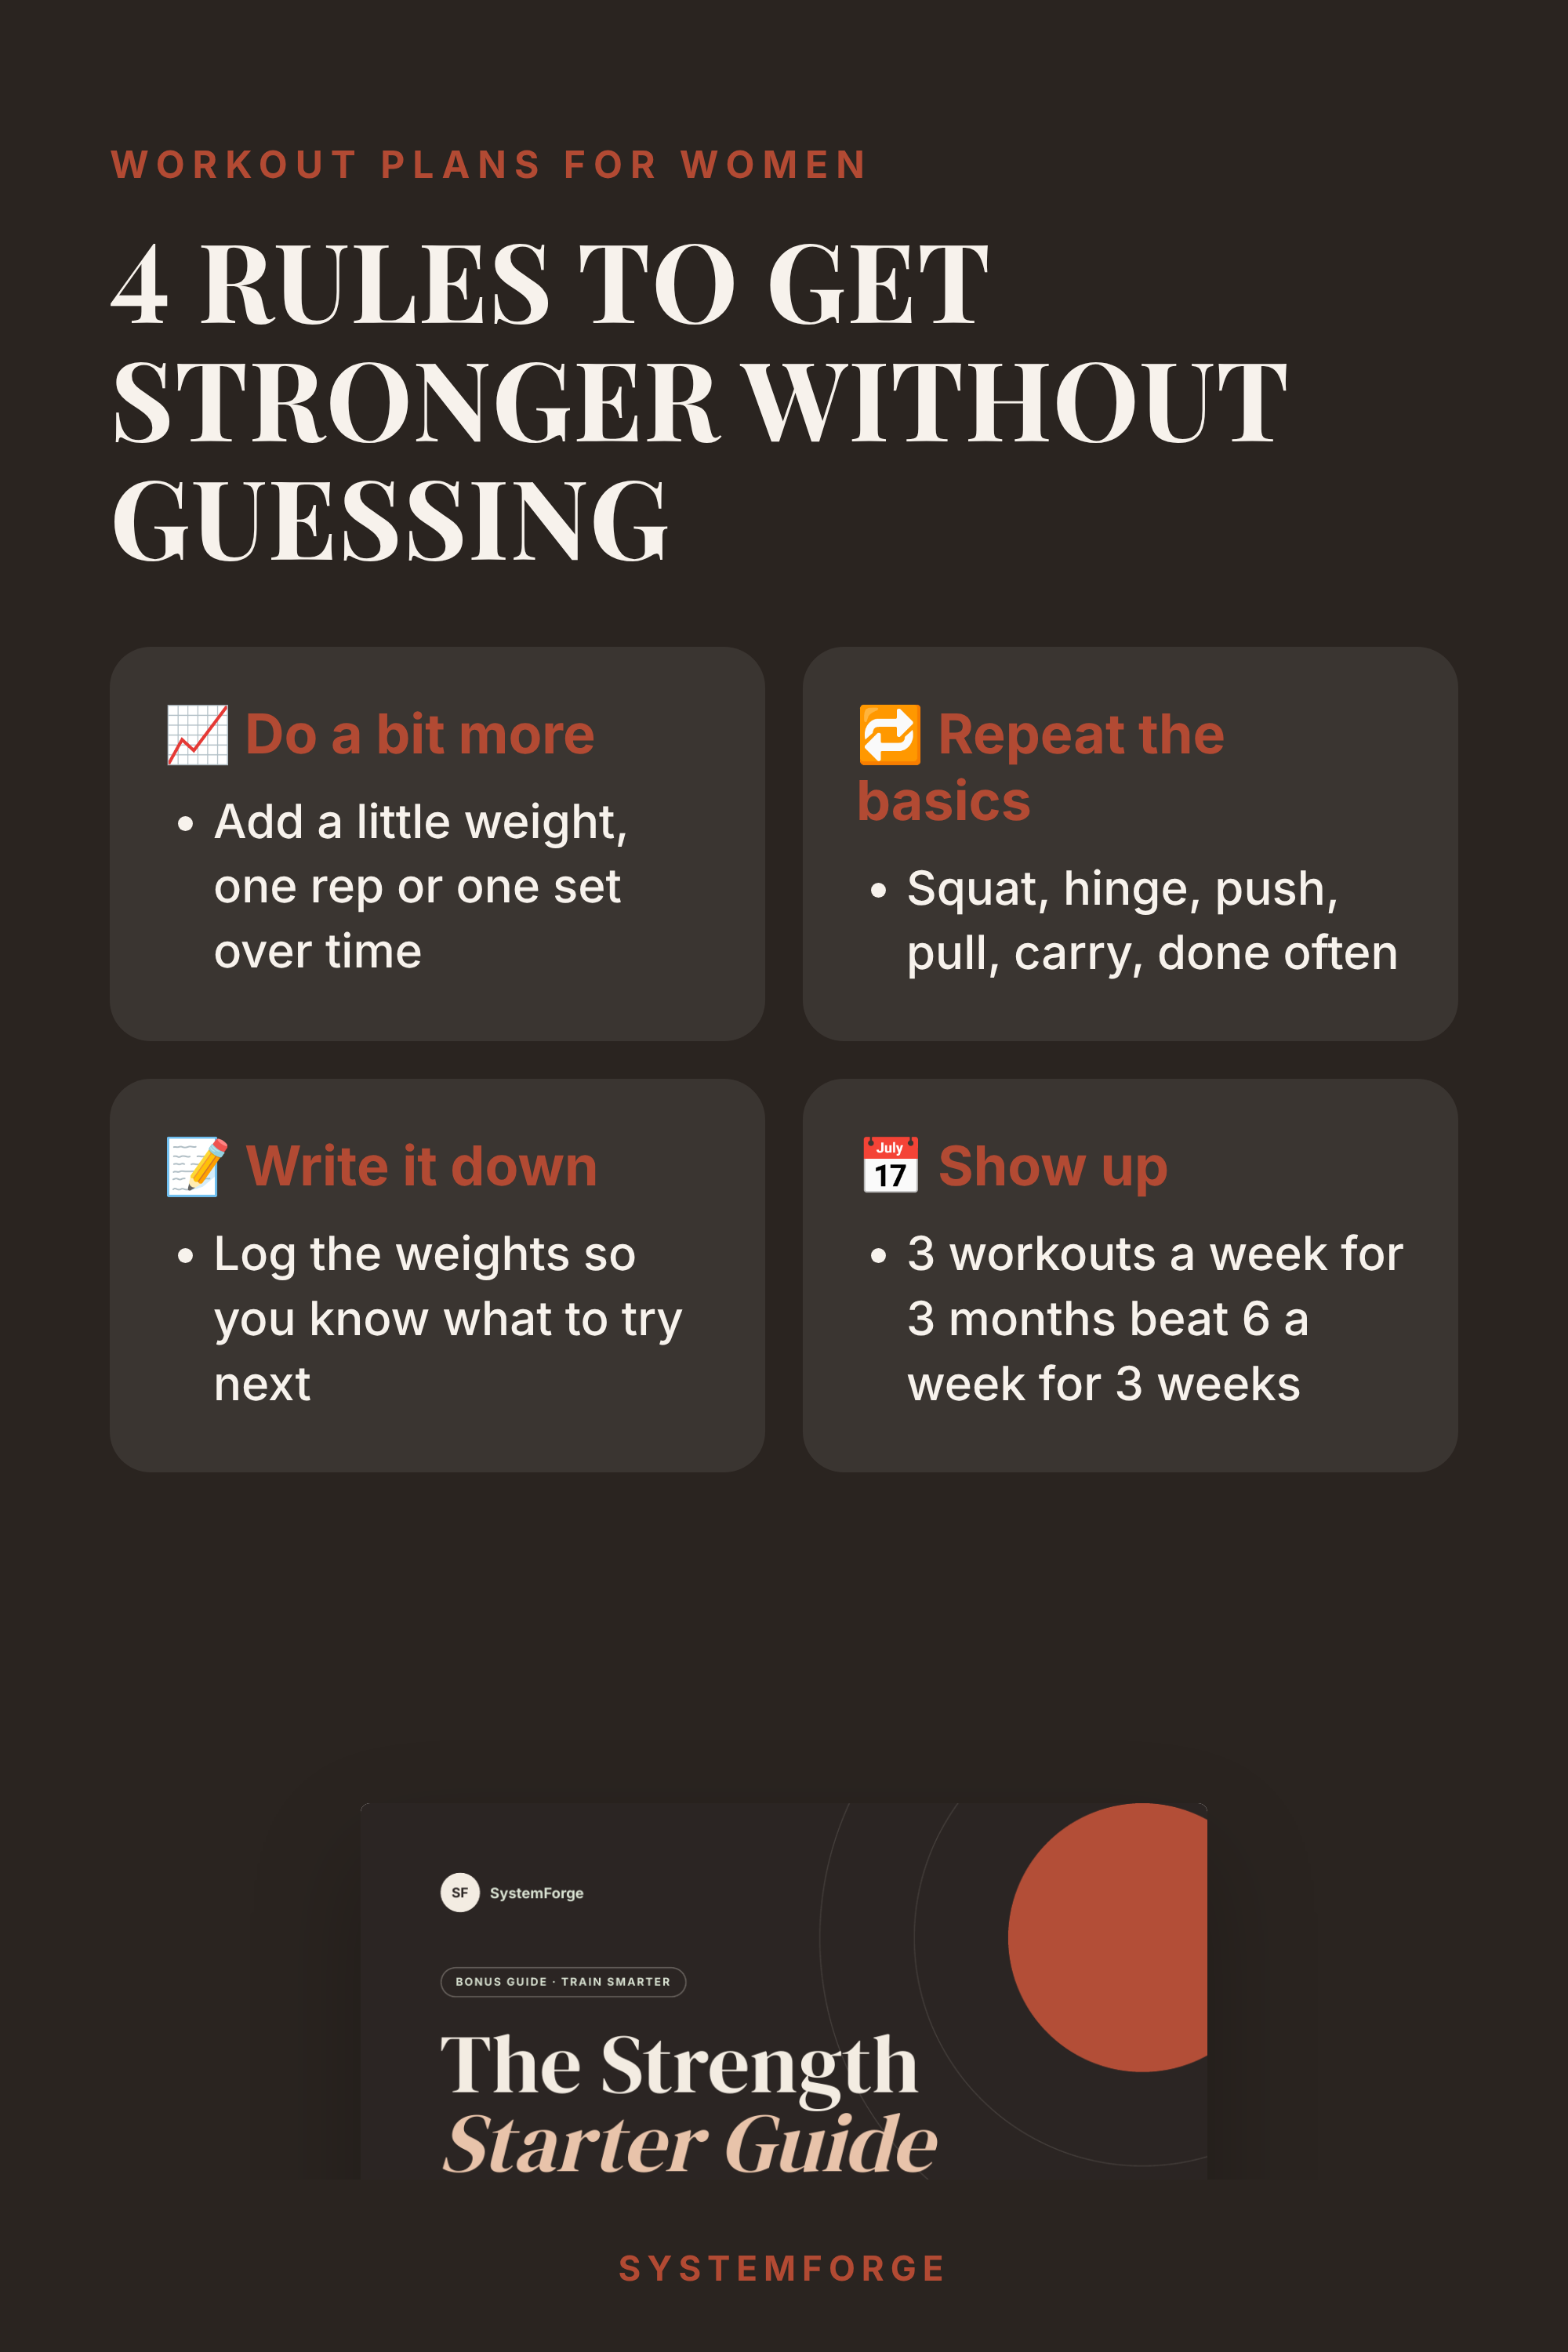 WORKOUT PLANS FOR WOMEN
4 RULES TO GET
STRONGER WITHOUT
GUESSING
📈 Do a bit more
• Add a little weight,
one rep or one set
over time
🔁 Repeat the
basics
• Squat, hinge, push,
pull, carry, done often
📝 Write it down
• Log the weights so
you know what to try
next
July
17
Show up
• 3 workouts a week for
3 months beat 6 a
week for 3 weeks
SF SystemForge
BONUS GUIDE · TRAIN SMARTER
The Strength
Starter Guide
SYSTEMFORGE